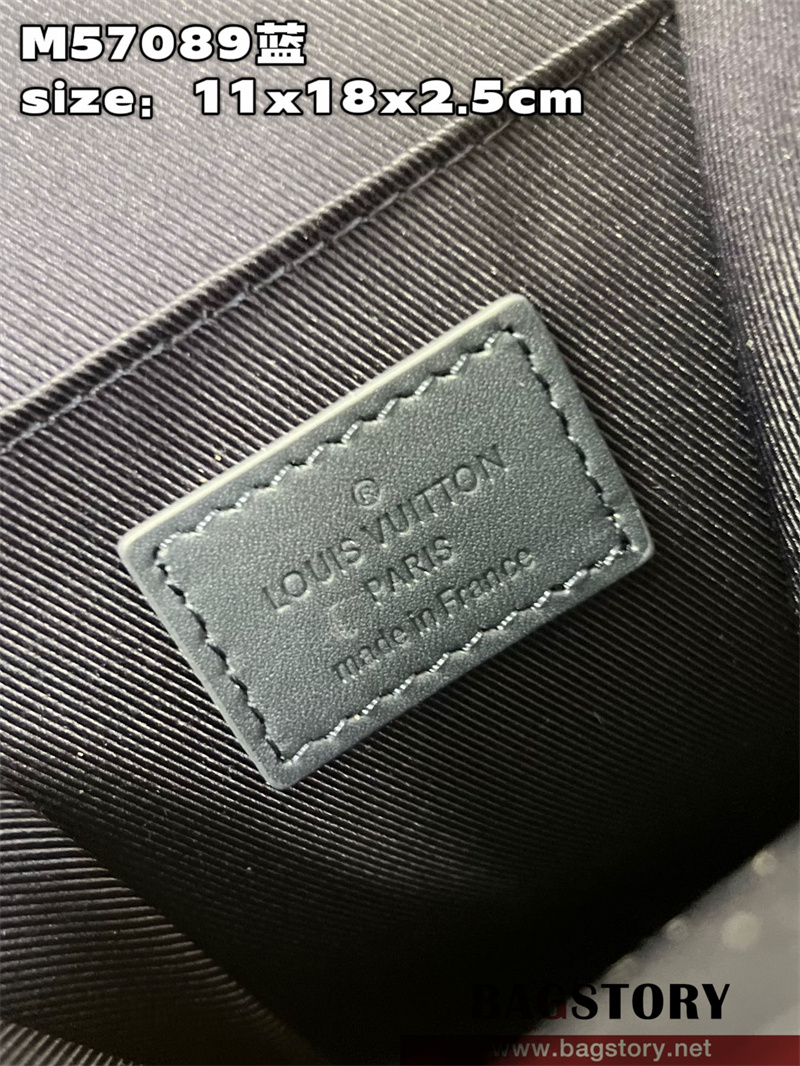 M57089蓝
size：11x18x2.5cm
®
LOUIS VUITTON
PARIS
made in France
BAGSTORY
www.bagstory.net